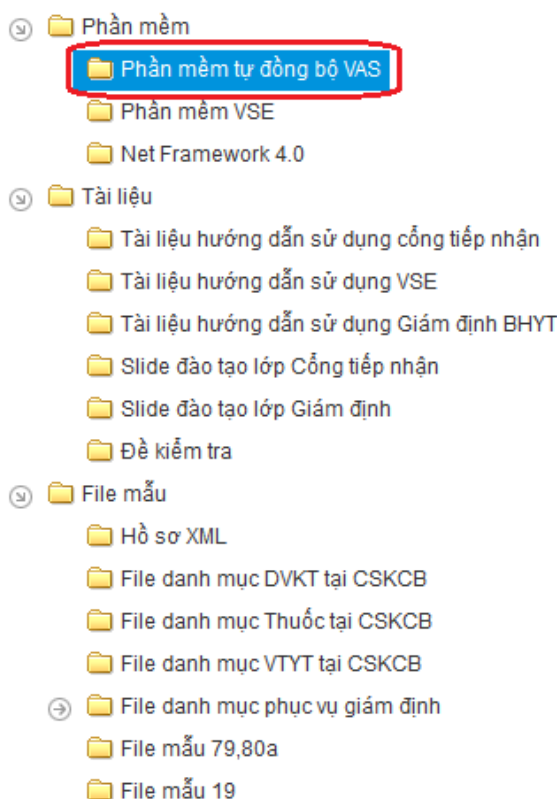 Phần mềm
Phần mềm tự đồng bộ VAS
Phần mềm VSE
Net Framework 4.0
Tài liệu
Tài liệu hướng dẫn sử dụng cổng tiếp nhận
Tài liệu hướng dẫn sử dụng VSE
Tài liệu hướng dẫn sử dụng Giám định BHYT
Slide đào tạo lớp Cổng tiếp nhận
Slide đào tạo lớp Giám định
Đề kiểm tra
File mẫu
Hồ sơ XML
File danh mục DVKT tại CSKCB
File danh mục Thuốc tại CSKCB
File danh mục VTYT tại CSKCB
File danh mục phục vụ giám định
File mẫu 79,80a
File mẫu 19